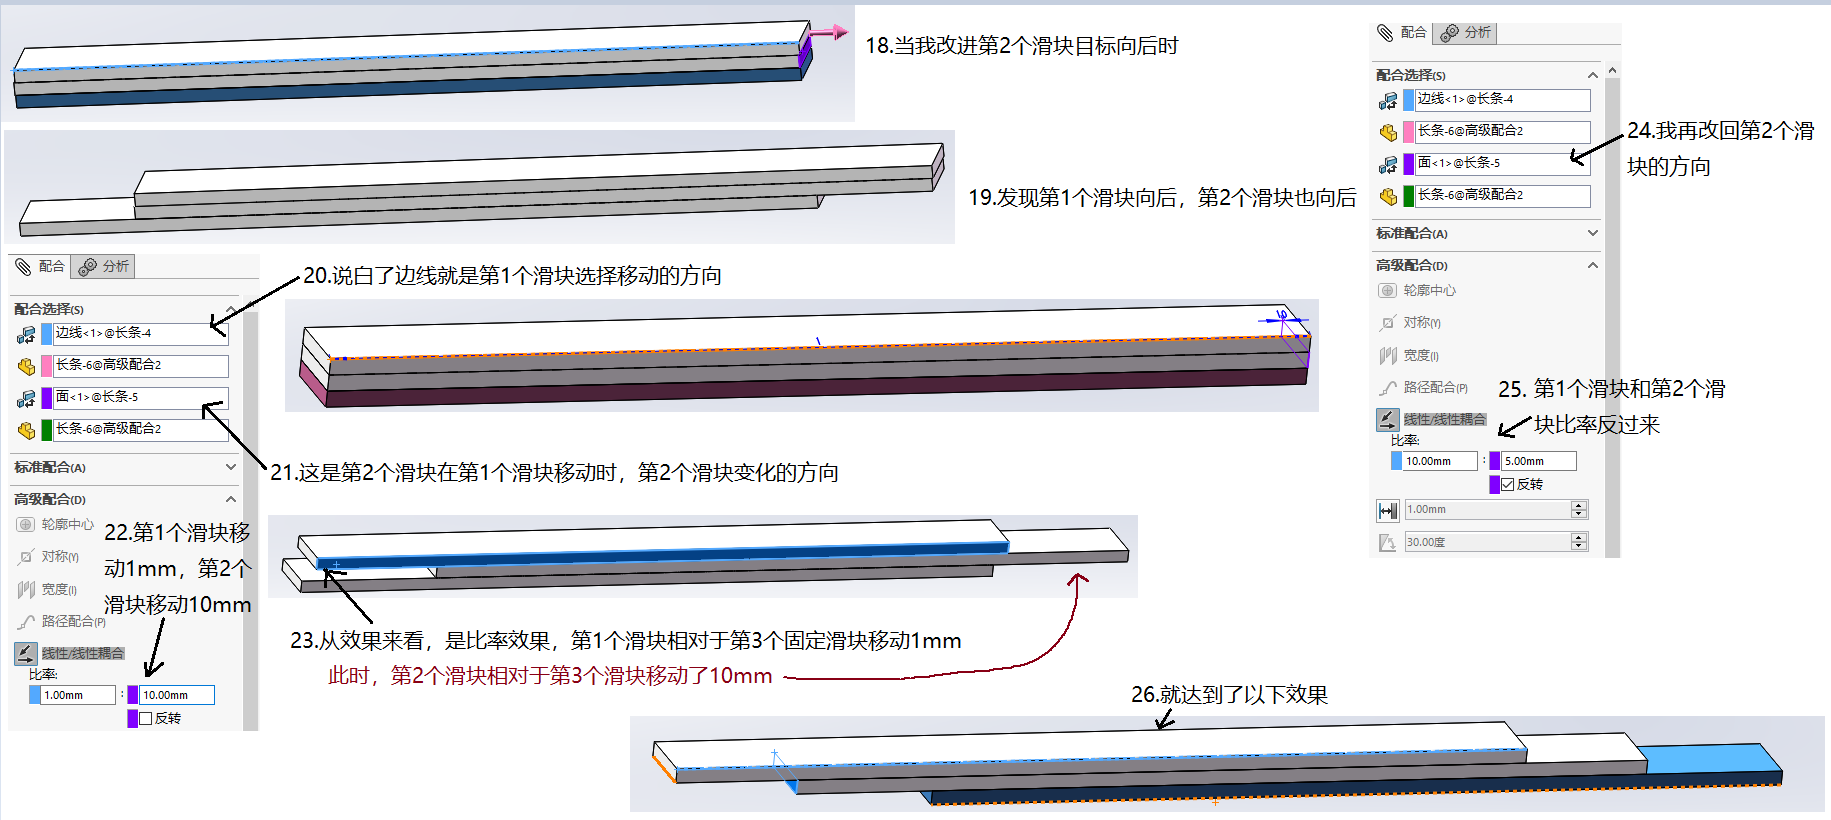 18.当我改进第2个滑块目标向后时
19.发现第1个滑块向后，第2个滑块也向后
配合 分析
配合选择(S)
边线<1>@长条-4
长条-6@高级配合2
面<1>@长条-5
长条-6@高级配合2
标准配合(A)
高级配合(D)
轮廓中心
对称(Y)
宽度(I)
路径配合(P)
线性/线性耦合
比率:
1.00mm : 10.00mm
反转
20.说白了边线就是第1个滑块选择移动的方向
21.这是第2个滑块在第1个滑块移动时，第2个滑块变化的方向
22.第1个滑块移
动1mm，第2个
滑块移动10mm
23.从效果来看，是比率效果，第1个滑块相对于第3个固定滑块移动1mm
此时，第2个滑块相对于第3个滑块移动了10mm
配合 分析
配合选择(S)
边线<1>@长条-4
长条-6@高级配合2
面<1>@长条-5
长条-6@高级配合2
标准配合(A)
高级配合(D)
轮廓中心
对称(Y)
宽度(I)
路径配合(P)
线性/线性耦合
比率:
10.00mm : 5.00mm
反转
1.00mm
30.00度
24.我再改回第2个滑
块的方向
25. 第1个滑块和第2个滑
块比率反过来
26.就达到了以下效果